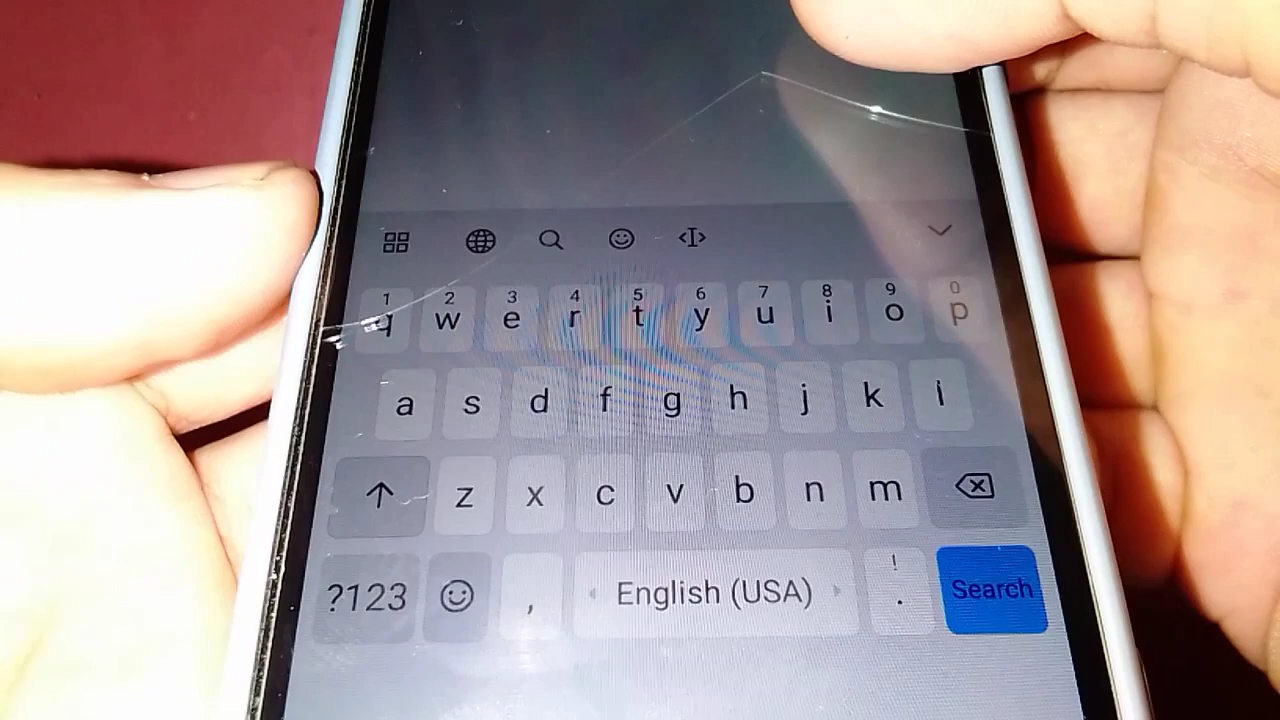 1 2 3 4 5 6 7 8 9 0
q w e r t y u i o p
a s d f g h j k l
z x c v b n m
!
?123 , English (USA) . Search